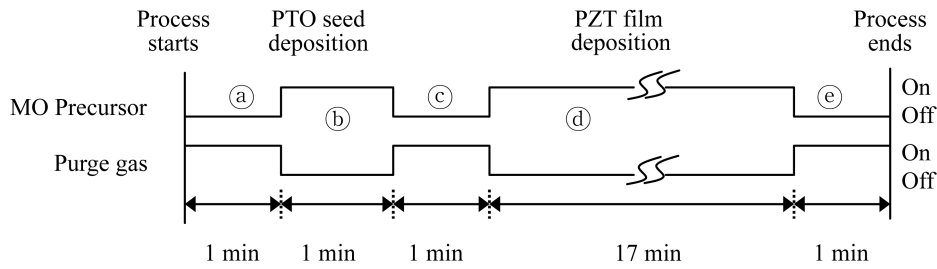 Process starts
PTO seed deposition
PZT film deposition
Process ends
MO Precursor
ⓐ
ⓑ
ⓒ
ⓓ
ⓔ
On
Off
Purge gas
On
Off
1 min
1 min
1 min
17 min
1 min